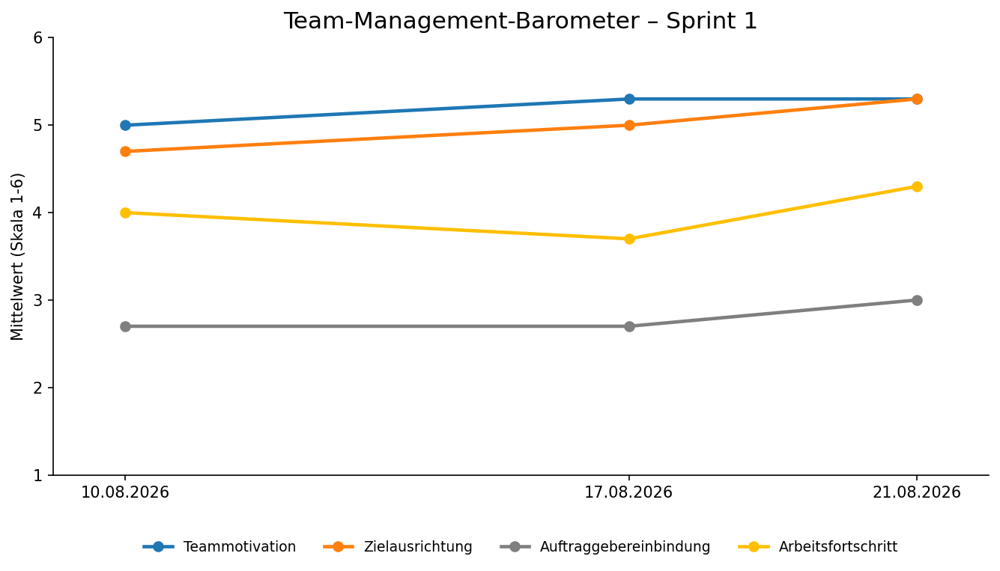 Team-Management-Barometer – Sprint 1
Mittelwert (Skala 1-6)
6
5
4
3
2
1
10.08.2026 17.08.2026 21.08.2026
Teammotivation Zielausrichtung Auftraggebereinbindung Arbeitsfortschritt